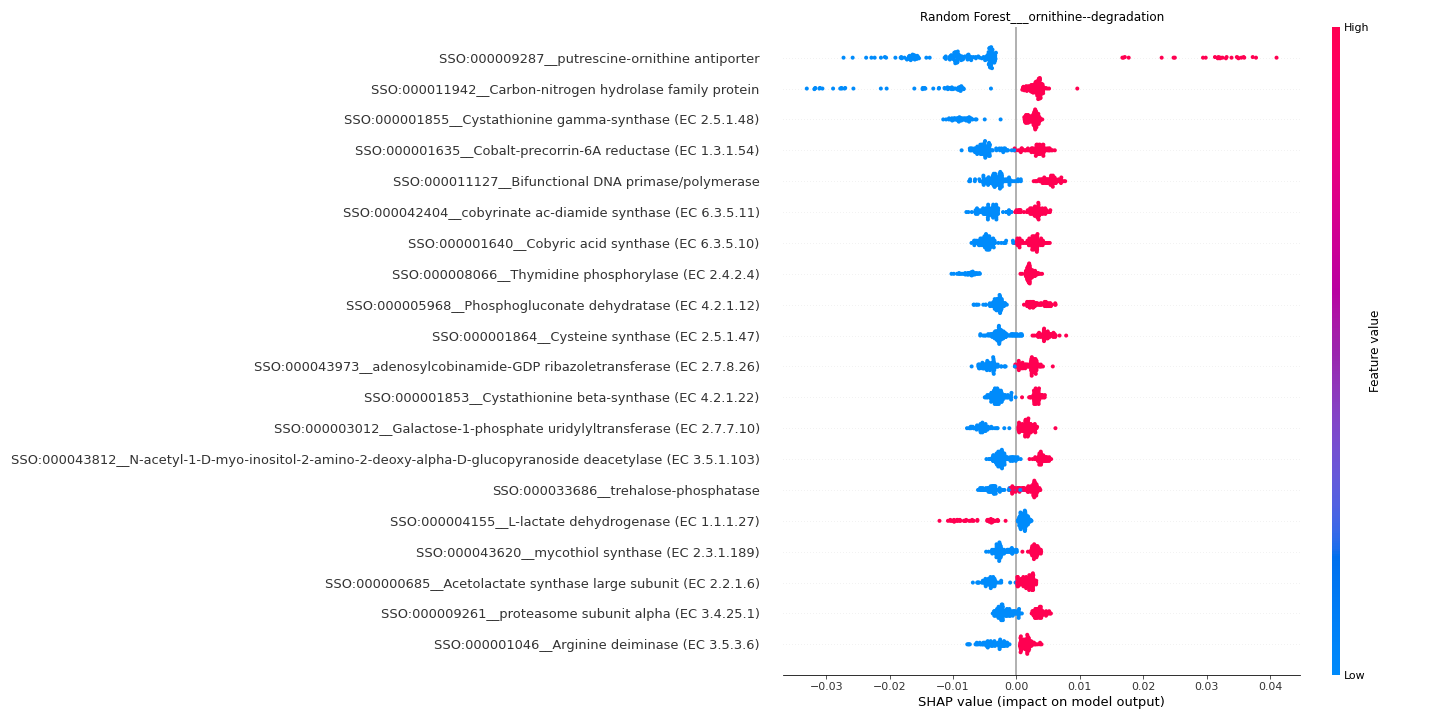 Random Forest___ornithine--degradation
High
SSO:000009287__putrescine-ornithine antiporter
SSO:000011942__Carbon-nitrogen hydrolase family protein
SSO:000001855__Cystathionine gamma-synthase (EC 2.5.1.48)
SSO:000001635__Cobalt-precorrin-6A reductase (EC 1.3.1.54)
SSO:000011127__Bifunctional DNA primase/polymerase
SSO:000042404__cobyrinate ac-diamide synthase (EC 6.3.5.11)
SSO:000001640__Cobyric acid synthase (EC 6.3.5.10)
SSO:000008066__Thymidine phosphorylase (EC 2.4.2.4)
SSO:000005968__Phosphogluconate dehydratase (EC 4.2.1.12)
SSO:000001864__Cysteine synthase (EC 2.5.1.47)
SSO:000043973__adenosylcobinamide-GDP ribazoletransferase (EC 2.7.8.26)
SSO:000001853__Cystathionine beta-synthase (EC 4.2.1.22)
SSO:000003012__Galactose-1-phosphate uridylyltransferase (EC 2.7.7.10)
SSO:000043812__N-acetyl-1-D-myo-inositol-2-amino-2-deoxy-alpha-D-glucopyranoside deacetylase (EC 3.5.1.103)
SSO:000033686__trehalose-phosphatase
SSO:000004155__L-lactate dehydrogenase (EC 1.1.1.27)
SSO:000043620__mycothiol synthase (EC 2.3.1.189)
SSO:000000685__Acetolactate synthase large subunit (EC 2.2.1.6)
SSO:000009261__proteasome subunit alpha (EC 3.4.25.1)
SSO:000001046__Arginine deiminase (EC 3.5.3.6)
Feature value
Low
−0.03 −0.02 −0.01 0.00 0.01 0.02 0.03 0.04
SHAP value (impact on model output)